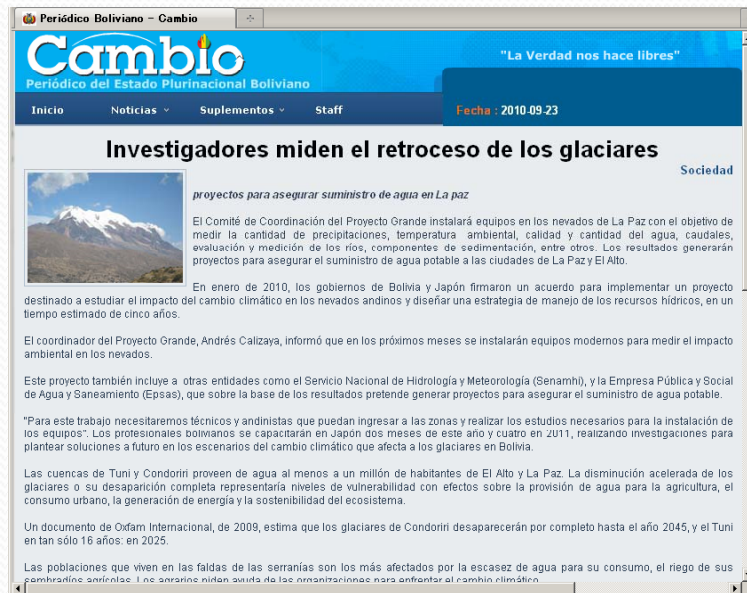 Periódico Boliviano - Cambio
Cambio
"La Verdad nos hace libres"
Periódico del Estado Plurinacional Boliviano
Inicio Noticias Suplementos Staff
Fecha : 2010-09-23
Investigadores miden el retroceso de los glaciares
Sociedad
proyectos para asegurar suministro de agua en La paz
El Comité de Coordinación del Proyecto Grande instalará equipos en los nevados de La Paz con el objetivo de
medir la cantidad de precipitaciones, temperatura ambiental, calidad y cantidad del agua, caudales,
evaluación y medición de los ríos, componentes de sedimentación, entre otros. Los resultados generarán
proyectos para asegurar el suministro de agua potable a las ciudades de La Paz y El Alto.
En enero de 2010, los gobiernos de Bolivia y Japón firmaron un acuerdo para implementar un proyecto
destinado a estudiar el impacto del cambio climático en los nevados andinos y diseñar una estrategia de manejo de los recursos hídricos, en un
tiempo estimado de cinco años.
El coordinador del Proyecto Grande, Andrés Calizaya, informó que en los próximos meses se instalarán equipos modernos para medir el impacto
ambiental en los nevados.
Este proyecto también incluye a otras entidades como el Servicio Nacional de Hidrología y Meteorología (Senamhi), y la Empresa Pública y Social
de Agua y Saneamiento (Epsas), que sobre la base de los resultados pretende generar proyectos para asegurar el suministro de agua potable.
"Para este trabajo necesitaremos técnicos y andinistas que puedan ingresar a las zonas y realizar los estudios necesarios para la instalación de
los equipos". Los profesionales bolivianos se capacitarán en Japón dos meses de este año y cuatro en 2011, realizando investigaciones para
plantear soluciones a futuro en los escenarios del cambio climático que afecta a los glaciares en Bolivia.
Las cuencas de Tuni y Condoriri proveen de agua al menos a un millón de habitantes de El Alto y La Paz. La disminución acelerada de los
glaciares o su desaparición completa representaría niveles de vulnerabilidad con efectos sobre la provisión de agua para la agricultura, el
consumo urbano, la generación de energía y la sostenibilidad del ecosistema.
Un documento de Oxfam Internacional, de 2009, estima que los glaciares de Condoriri desaparecerán por completo hasta el año 2045, y el Tuni
en tan sólo 16 años: en 2025.
Las poblaciones que viven en las faldas de las serranías son los más afectados por la escasez de agua para su consumo, el riego de sus
sembradíos agrícolas. Los agrarios piden ayuda de las organizaciones para enfrentar el cambio climático.